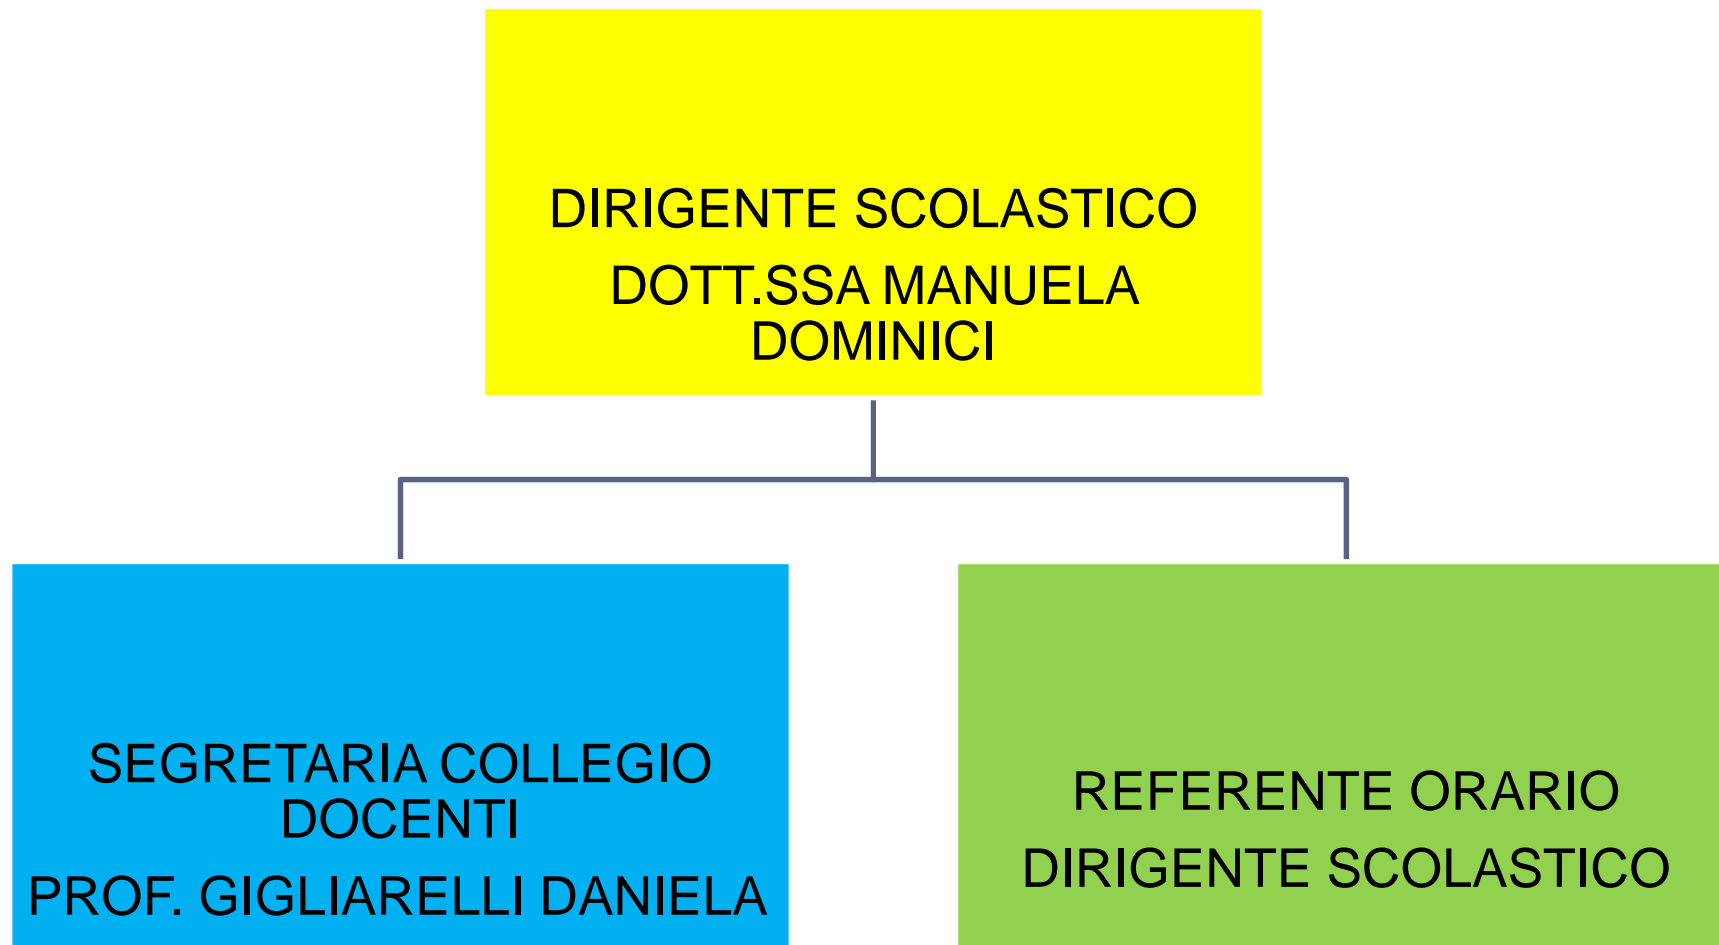 DIRIGENTE SCOLASTICO
DOTT.SSA MANUELA
DOMINICI
SEGRETARIA COLLEGIO
DOCENTI
PROF. GIGLIARELLI DANIELA
REFERENTE ORARIO
DIRIGENTE SCOLASTICO